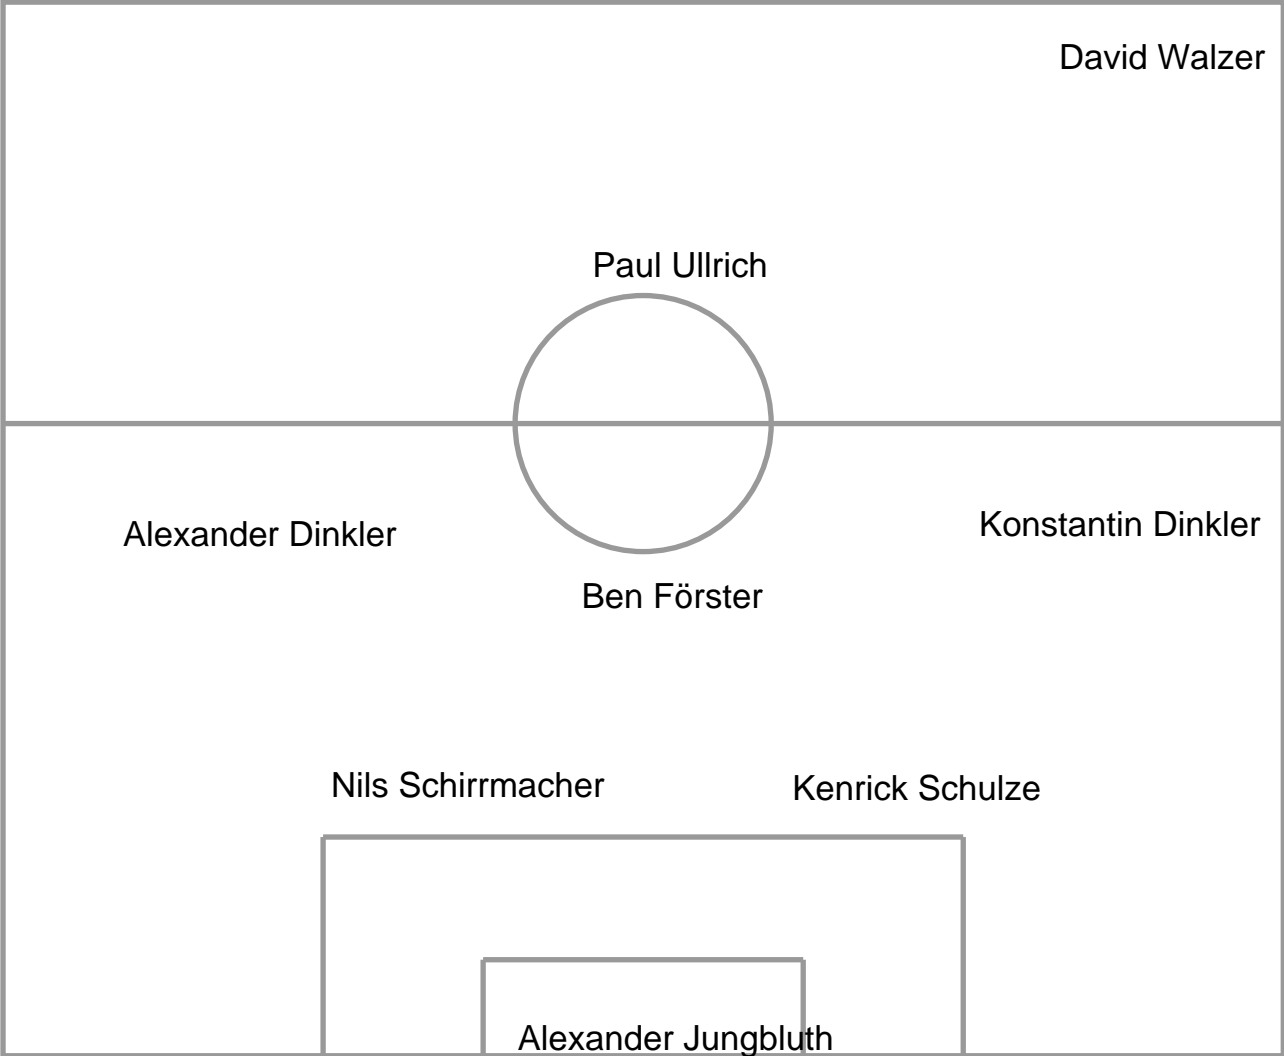 David Walzer
Paul Ullrich
Alexander Dinkler
Konstantin Dinkler
Ben Förster
Nils Schirrmacher
Kenrick Schulze
Alexander Jungbluth